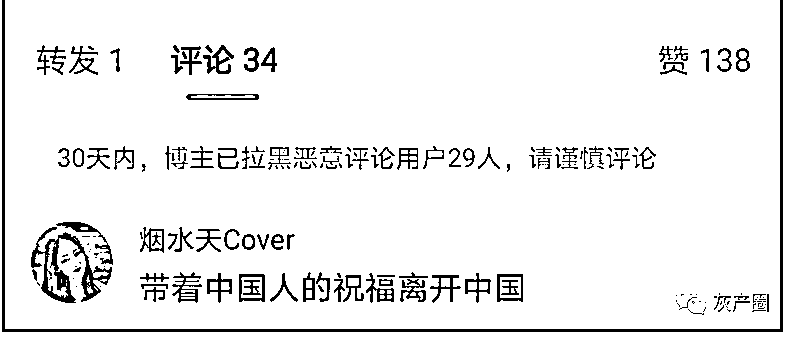 转发 1 评论 34 赞 138
30天内，博主已拉黑恶意评论用户29人，请谨慎评论
烟水天Cover
带着中国人的祝福离开中国
灰产圈